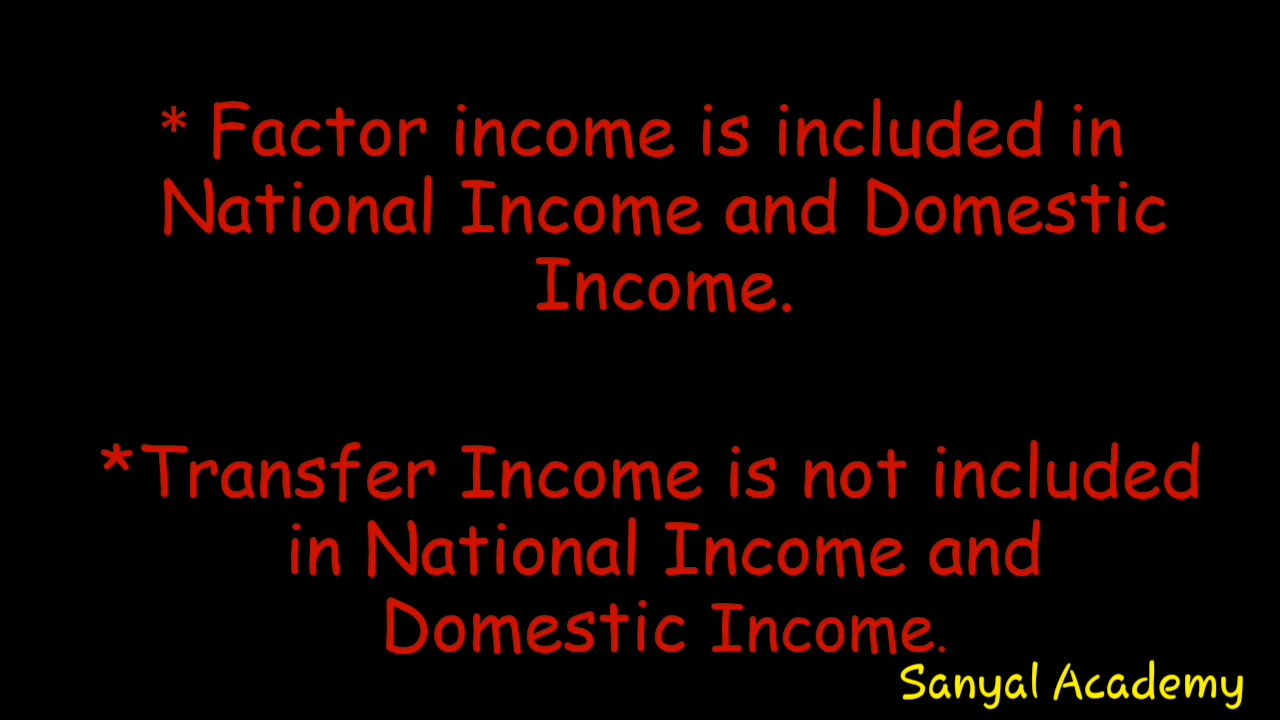 * Factor income is included in
National Income and Domestic
Income.
*Transfer Income is not included
in National Income and
Domestic Income.
Sanyal Academy